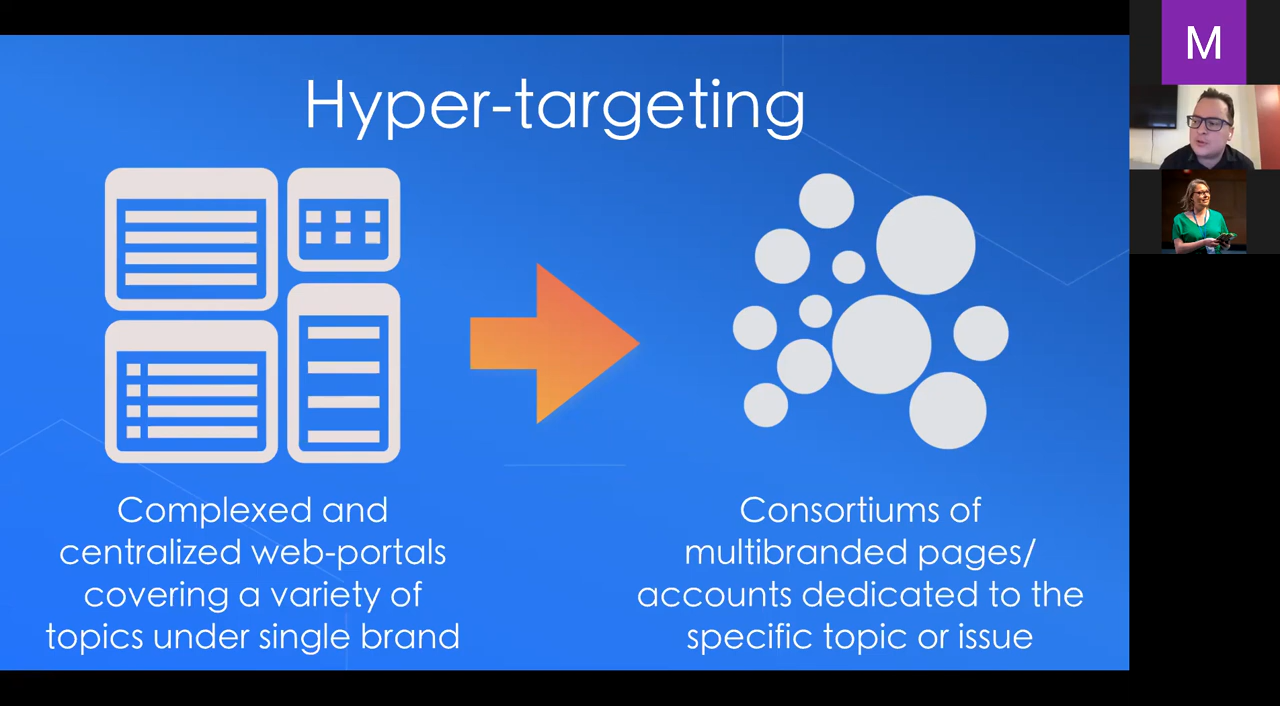 Hyper-targeting
Complexed and
centralized web-portals
covering a variety of
topics under single brand
Consortiums of
multibranded pages/
accounts dedicated to the
specific topic or issue
M